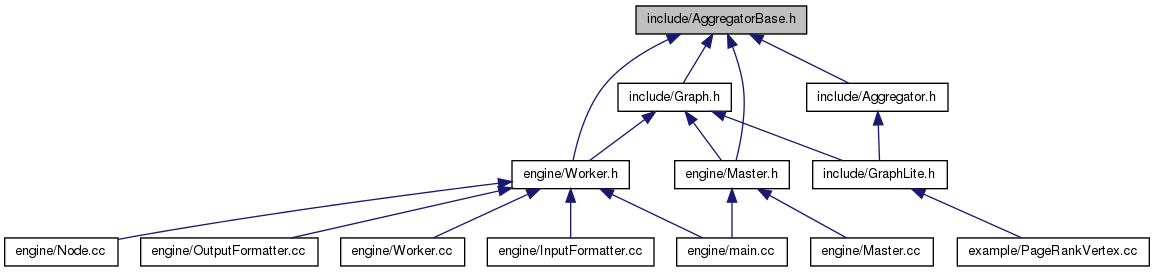 include/AggregatorBase.h
include/Graph.h
include/Aggregator.h
engine/Worker.h
engine/Master.h
include/GraphLite.h
engine/Node.cc
engine/OutputFormatter.cc
engine/Worker.cc
engine/InputFormatter.cc
engine/main.cc
engine/Master.cc
example/PageRankVertex.cc